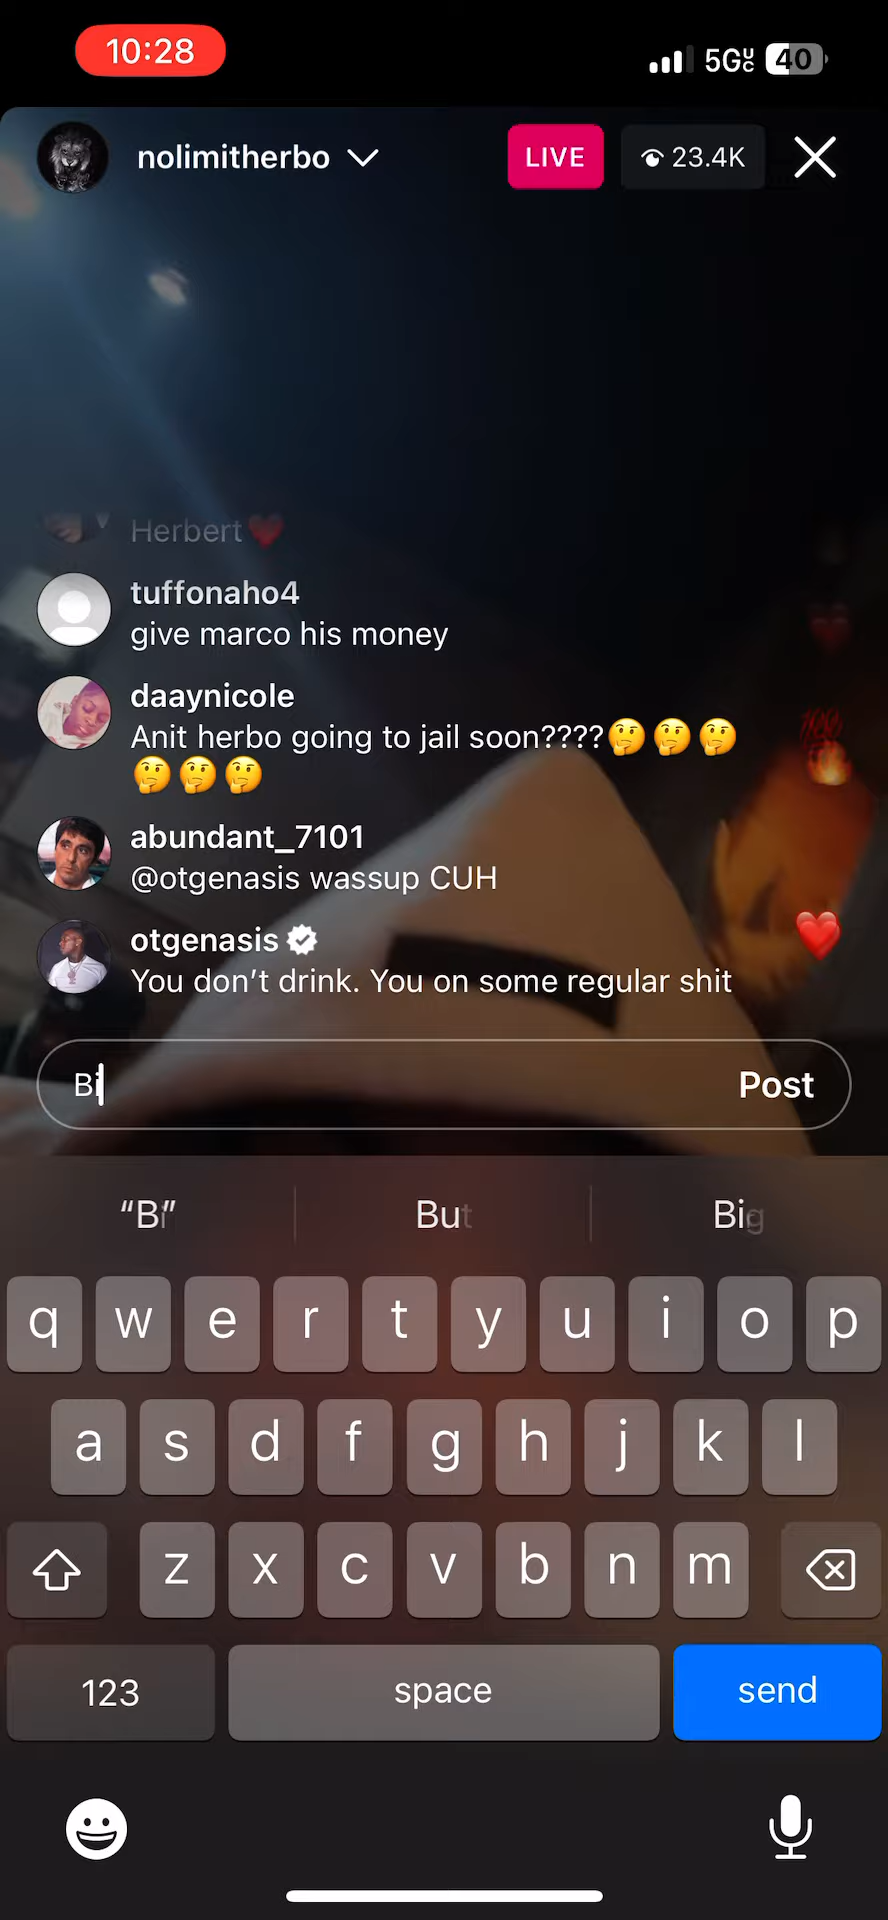 10:28
5G UC
40
nolimitherbo
LIVE
23.4K
Herbert❤️
tuffonaho4
give marco his money
daaynicole
Anit herbo going to jail soon????🤔🤔🤔
🤔🤔🤔
abundant_7101
@otgenasis wassup CUH
otgenasis
You don’t drink. You on some regular shit
Bi
Post
“Bi”
But
Big
q w e r t y u i o p
a s d f g h j k l
z x c v b n m
123
space
send